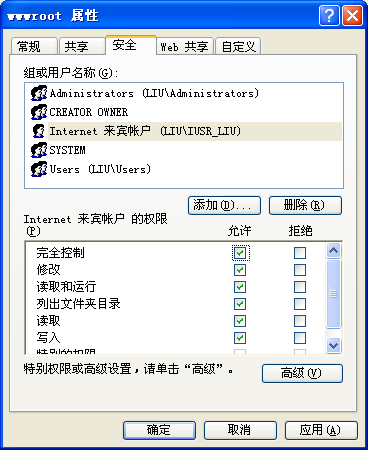 wwwroot 属性
常规 共享 安全 Web 共享 自定义
组或用户名称(G):
Administrators (LIU\Administrators)
CREATOR OWNER
Internet 来宾帐户 (LIU\IUSR_LIU)
SYSTEM
Users (LIU\Users)
添加(D)... 删除(R)
Internet 来宾帐户 的权限
(P) 允许 拒绝
完全控制
修改
读取和运行
列出文件夹目录
读取
写入
特别的权限
特别权限或高级设置，请单击“高级”。
高级(V)
确定 取消 应用(A)